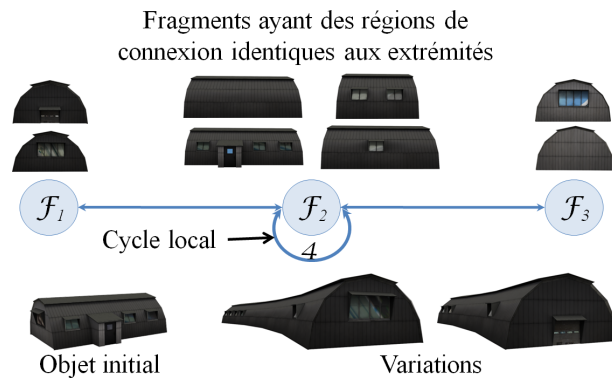 Fragments ayant des régions de
connexion identiques aux extrémités
F1
F2
F3
Cycle local
4
Objet initial
Variations